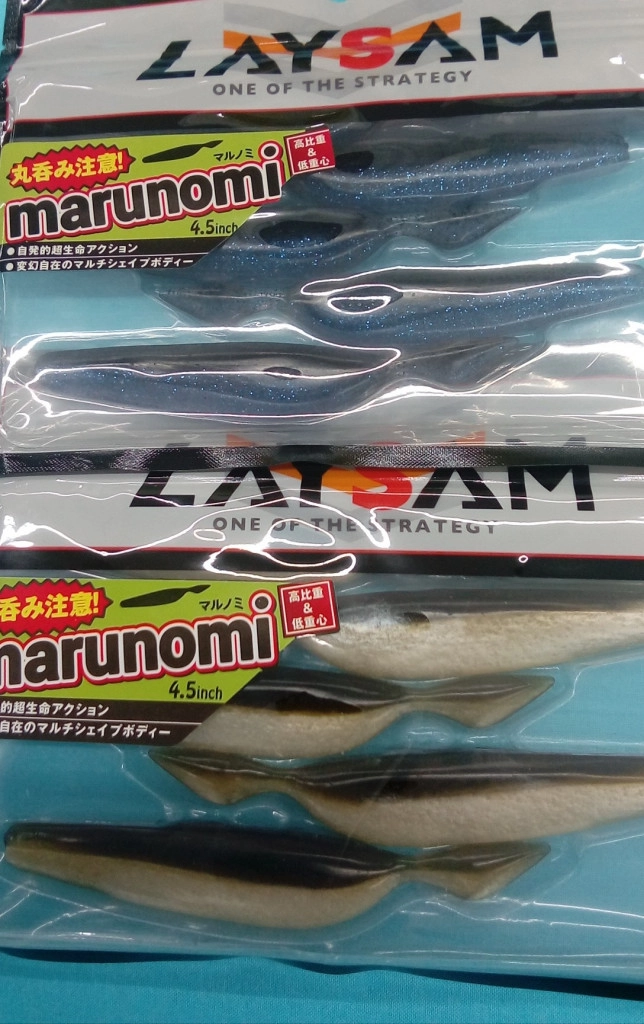 LAYSAM
ONE OF THE STRATEGY
丸呑み注意!
マルノミ
高比重
&
低重心
marunomi
4.5inch
●自発的超生命アクション
●変幻自在のマルチシェイプボディー
LAYSAM
ONE OF THE STRATEGY
呑み注意!
マルノミ
高比重
&
低重心
marunomi
4.5inch
的超生命アクション
自在のマルチシェイプボディー